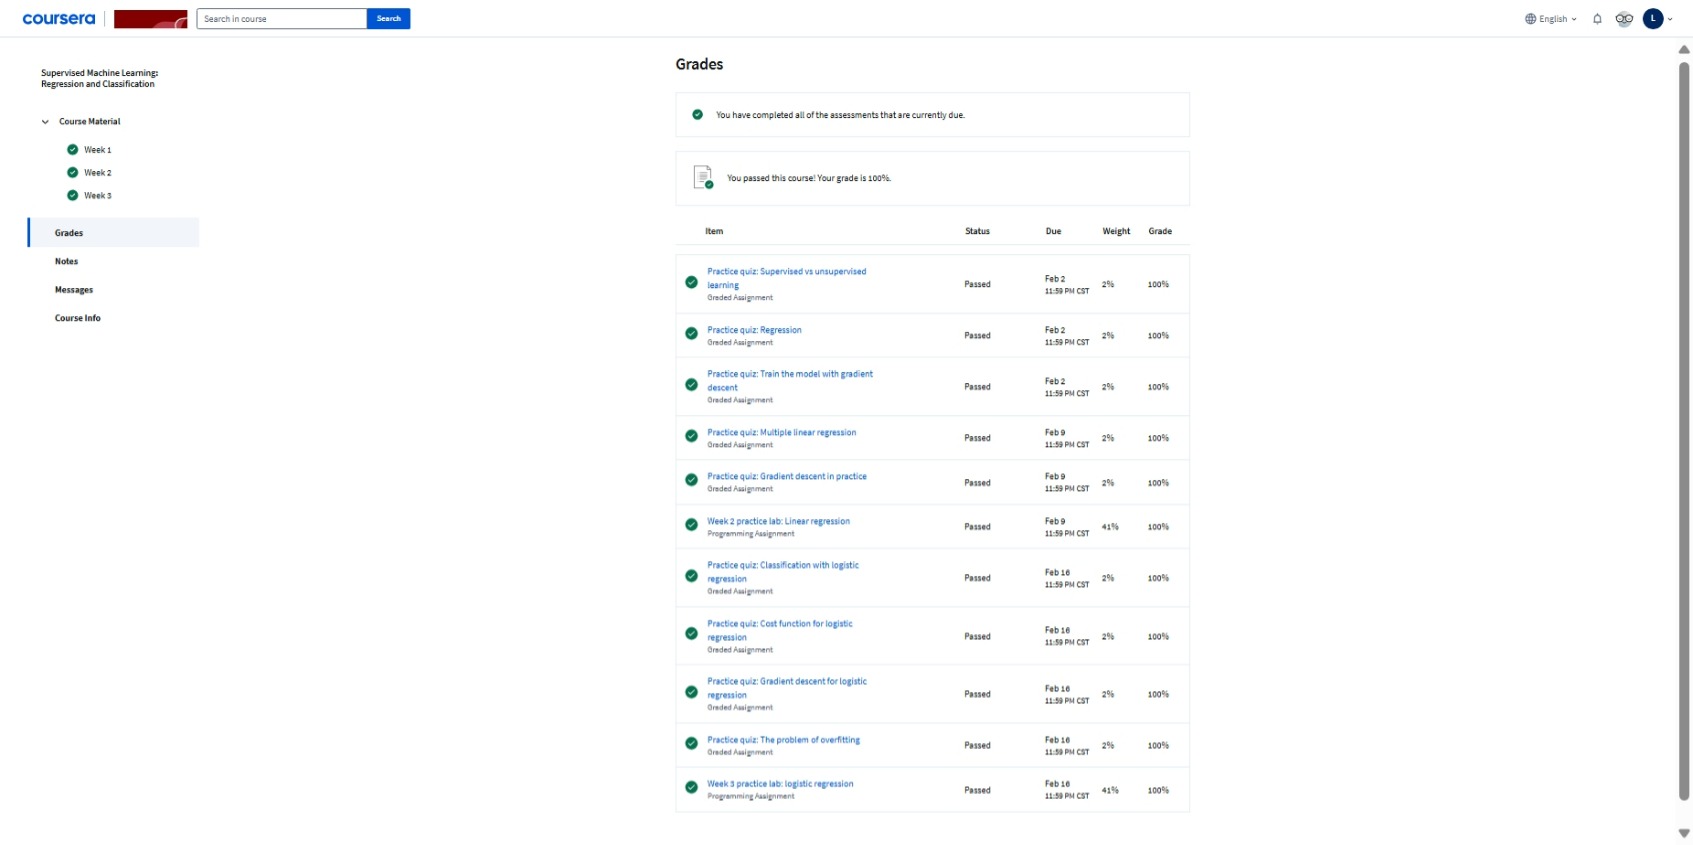 coursera
Search in course
Search
English
L
Supervised Machine Learning:
Regression and Classification
Course Material
Week 1
Week 2
Week 3
Grades
Notes
Messages
Course Info
Grades
You have completed all of the assessments that are currently due.
You passed this course! Your grade is 100%.
Item Status Due Weight Grade
Practice quiz: Supervised vs unsupervised
learning
Graded Assignment
Passed
Feb 2
11:59 PM CST
2%
100%
Practice quiz: Regression
Graded Assignment
Passed
Feb 2
11:59 PM CST
2%
100%
Practice quiz: Train the model with gradient
descent
Graded Assignment
Passed
Feb 2
11:59 PM CST
2%
100%
Practice quiz: Multiple linear regression
Graded Assignment
Passed
Feb 9
11:59 PM CST
2%
100%
Practice quiz: Gradient descent in practice
Graded Assignment
Passed
Feb 9
11:59 PM CST
2%
100%
Week 2 practice lab: Linear regression
Programming Assignment
Passed
Feb 9
11:59 PM CST
41%
100%
Practice quiz: Classification with logistic
regression
Graded Assignment
Passed
Feb 16
11:59 PM CST
2%
100%
Practice quiz: Cost function for logistic
regression
Graded Assignment
Passed
Feb 16
11:59 PM CST
2%
100%
Practice quiz: Gradient descent for logistic
regression
Graded Assignment
Passed
Feb 16
11:59 PM CST
2%
100%
Practice quiz: The problem of overfitting
Graded Assignment
Passed
Feb 16
11:59 PM CST
2%
100%
Week 3 practice lab: logistic regression
Programming Assignment
Passed
Feb 16
11:59 PM CST
41%
100%